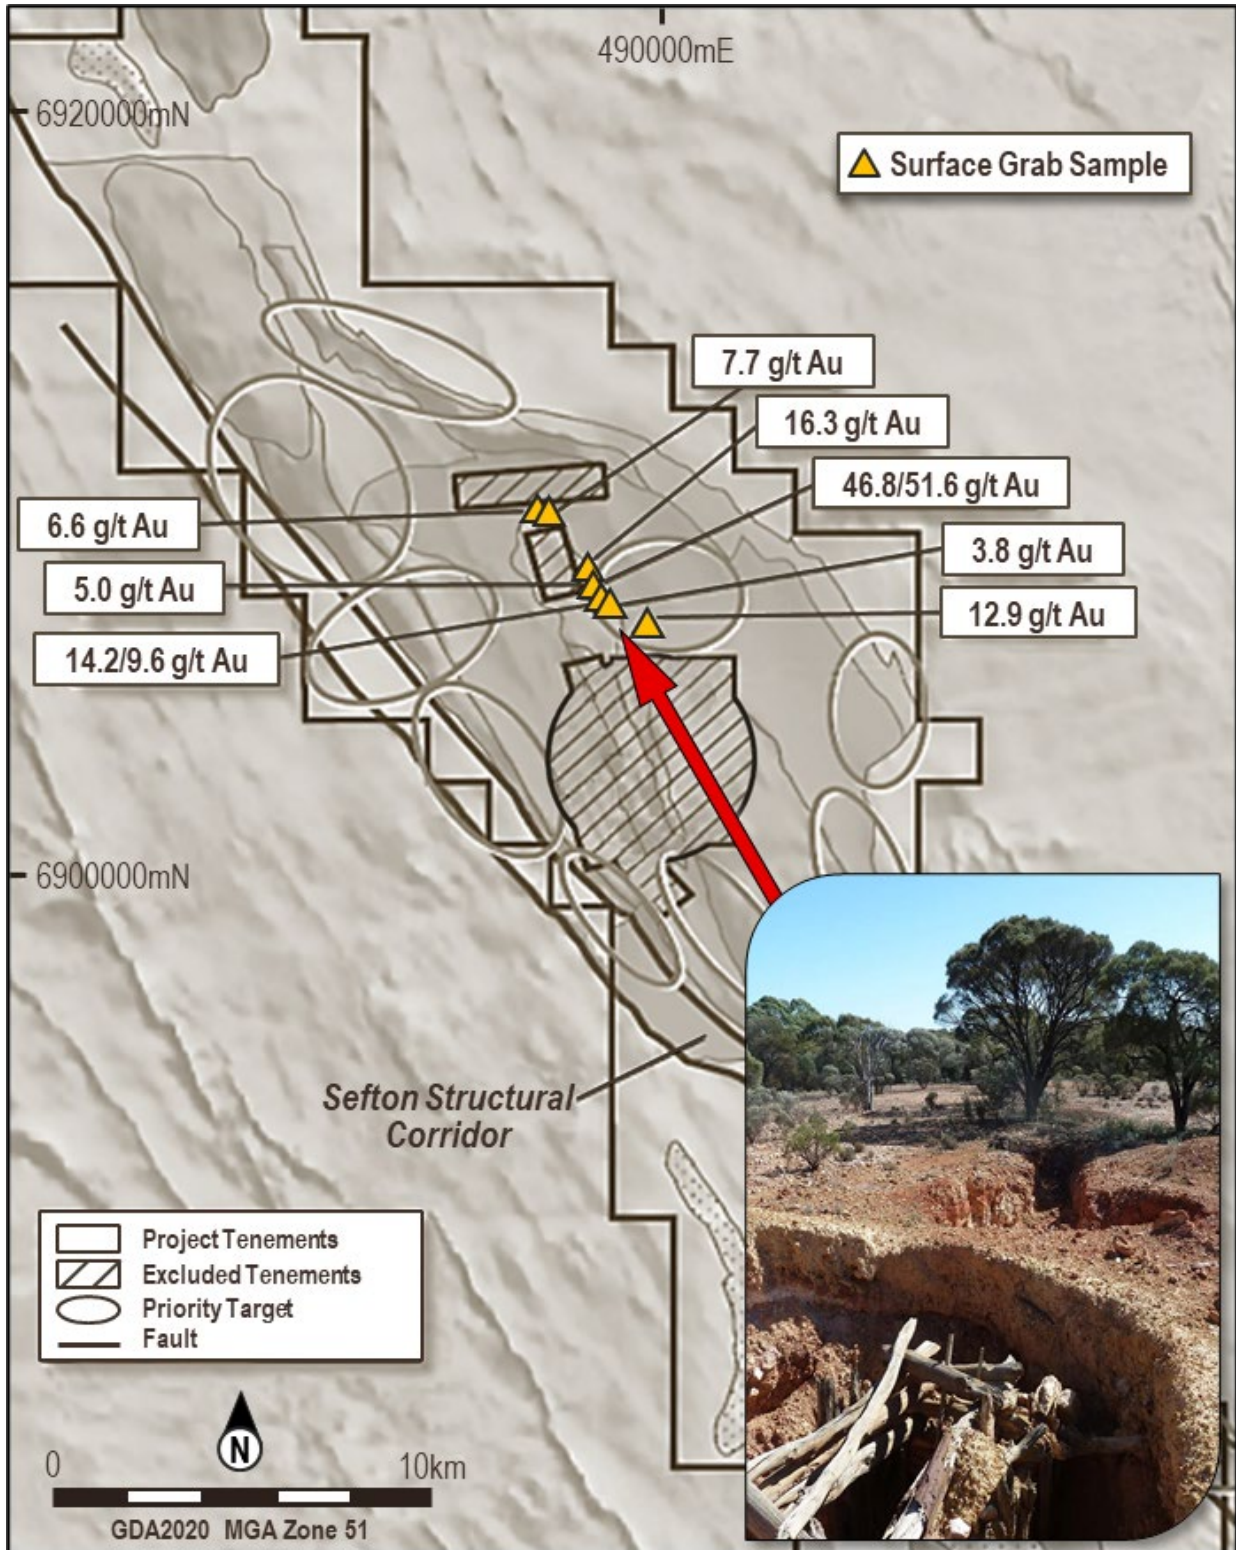 490000mE
6920000mN
Surface Grab Sample
7.7 g/t Au
16.3 g/t Au
46.8/51.6 g/t Au
6.6 g/t Au
3.8 g/t Au
5.0 g/t Au
12.9 g/t Au
14.2/9.6 g/t Au
6900000mN
Sefton Structural
Corridor
Project Tenements
Excluded Tenements
Priority Target
Fault
N
0 10km
GDA2020 MGA Zone 51